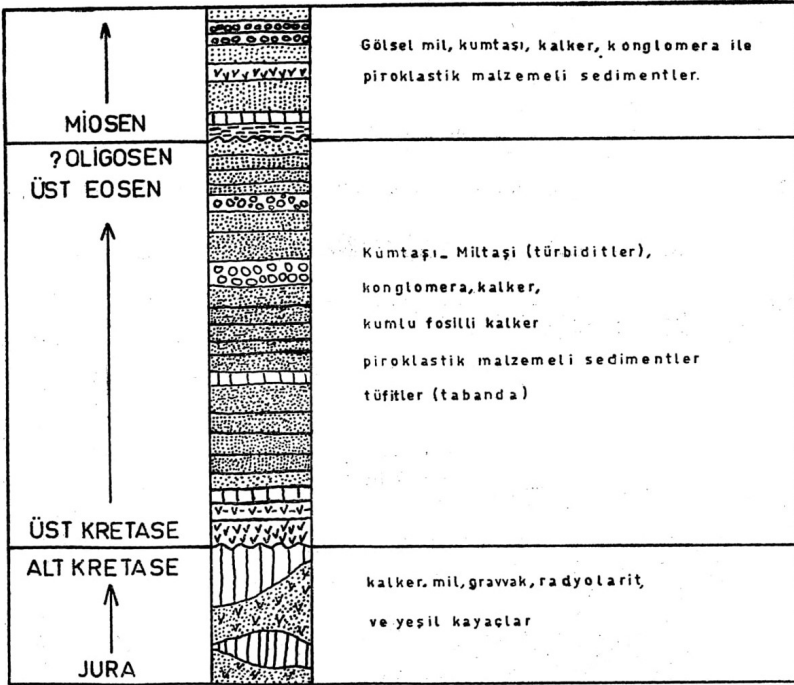 Gölsel mil, kumtası, kalker, konglomera ile
piroklastik malzemeli sedimentler.
MİOSEN
?OLİGOSEN
ÜST EOSEN
Kumtaşı_ Miltaşi (türbiditler),
konglomera, kalker,
kumlu fosilli kalker
piroklastik malzemeli sedimentler
tüfitler (tabanda)
ÜST KRETASE
ALT KRETASE
kalker. mil, gravvak, radyolarit,
ve yeşil kayaçlar
JURA